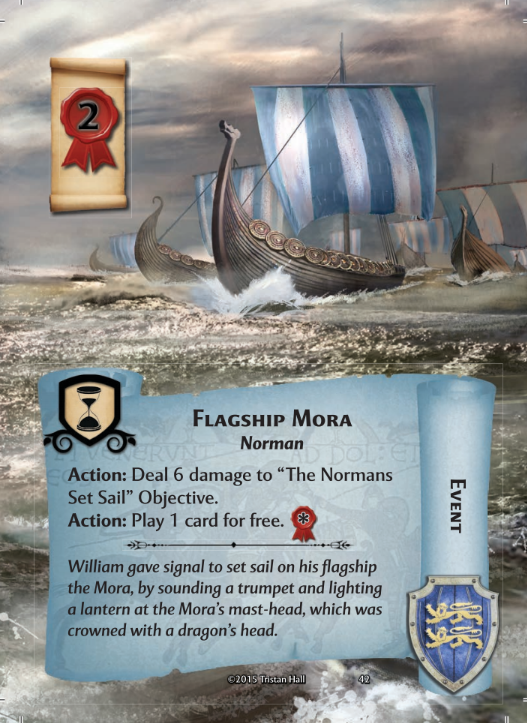 2
Flagship Mora
Norman
Action: Deal 6 damage to “The Normans
Set Sail” Objective.
Action: Play 1 card for free.
William gave signal to set sail on his flagship
the Mora, by sounding a trumpet and lighting
a lantern at the Mora’s mast-head, which was
crowned with a dragon’s head.
Event
©2015 Tristan Hall
42